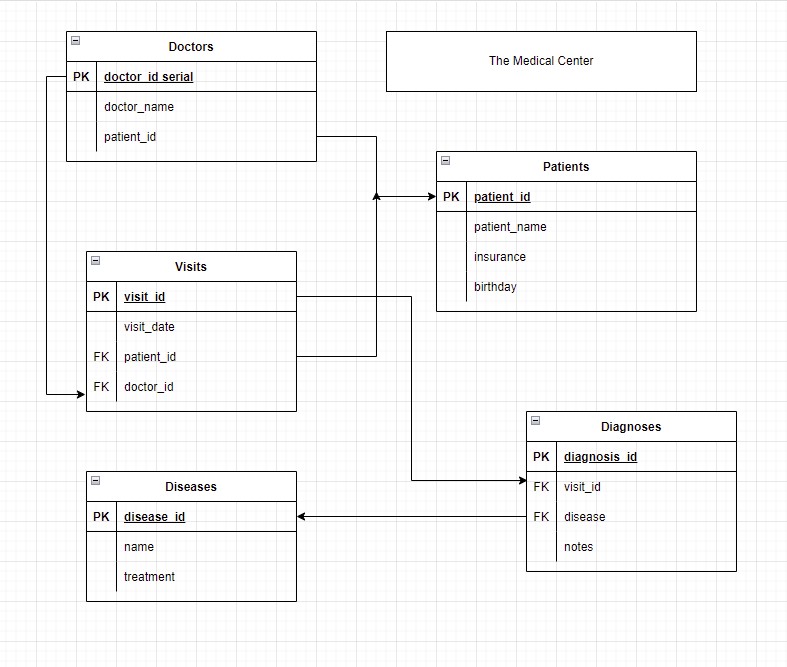 Doctors
PK doctor_id serial
doctor_name
patient_id
The Medical Center
Patients
PK patient_id
patient_name
insurance
birthday
Visits
PK visit_id
visit_date
FK patient_id
FK doctor_id
Diagnoses
PK diagnosis_id
FK visit_id
FK disease
notes
Diseases
PK disease_id
name
treatment